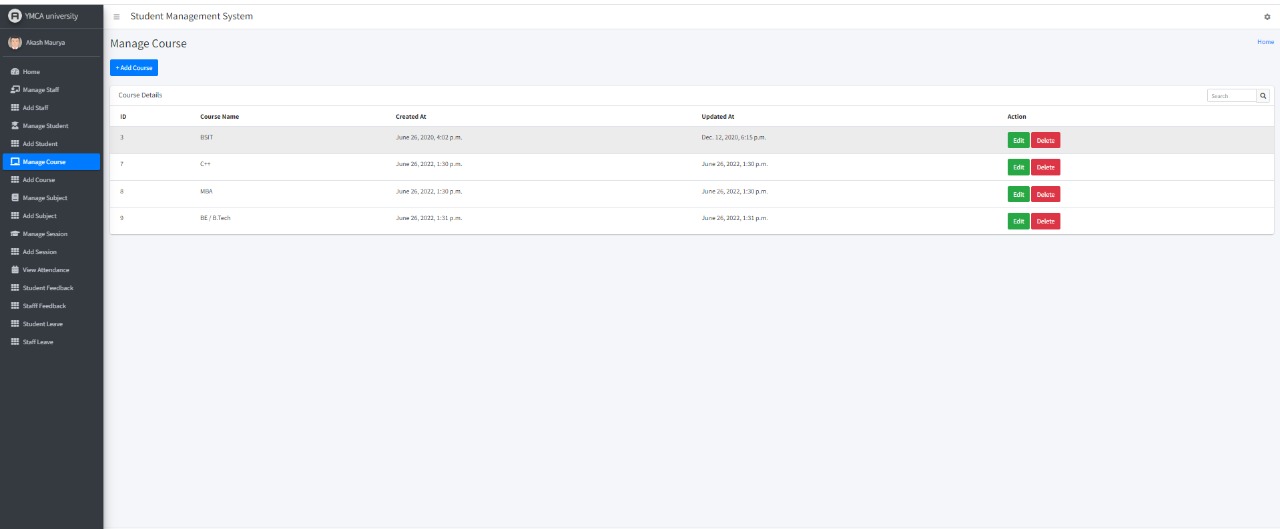 YMCA university
Student Management System
Akash Maurya
Home
Manage Staff
Add Staff
Manage Student
Add Student
Manage Course
Add Course
Manage Subject
Add Subject
Manage Session
Add Session
View Attendance
Student Feedback
Stafff Feedback
Student Leave
Staff Leave
Manage Course
Home
+ Add Course
Course Details
Search
ID Course Name Created At Updated At Action
3 BSIT June 26, 2020, 4:02 p.m. Dec. 12, 2020, 6:15 p.m. Edit Delete
7 C++ June 26, 2022, 1:30 p.m. June 26, 2022, 1:30 p.m. Edit Delete
8 MBA June 26, 2022, 1:30 p.m. June 26, 2022, 1:30 p.m. Edit Delete
9 BE / B.Tech June 26, 2022, 1:31 p.m. June 26, 2022, 1:31 p.m. Edit Delete